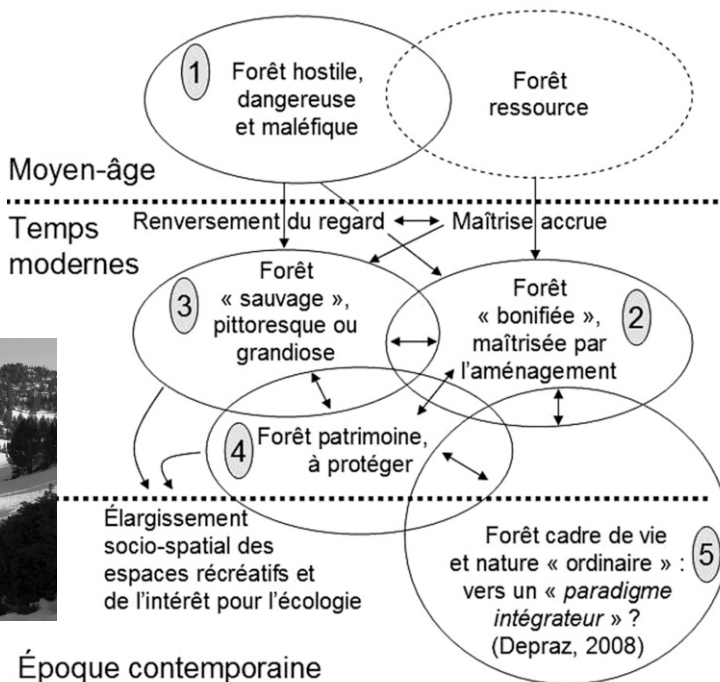 1
Forêt hostile,
dangereuse
et maléfique
Forêt
ressource
Moyen-âge
Temps
modernes
Renversement du regard
Maîtrise accrue
3
Forêt
« sauvage »,
pittoresque ou
grandiose
Forêt
« bonifiée »,
maîtrisée par
l'aménagement
2
4
Forêt patrimoine,
à protéger
Élargissement
socio-spatial des
espaces récréatifs et
de l'intérêt pour l'écologie
Forêt cadre de vie
et nature « ordinaire » :
vers un « paradigme
intégrateur » ?
(Depraz, 2008)
5
Époque contemporaine